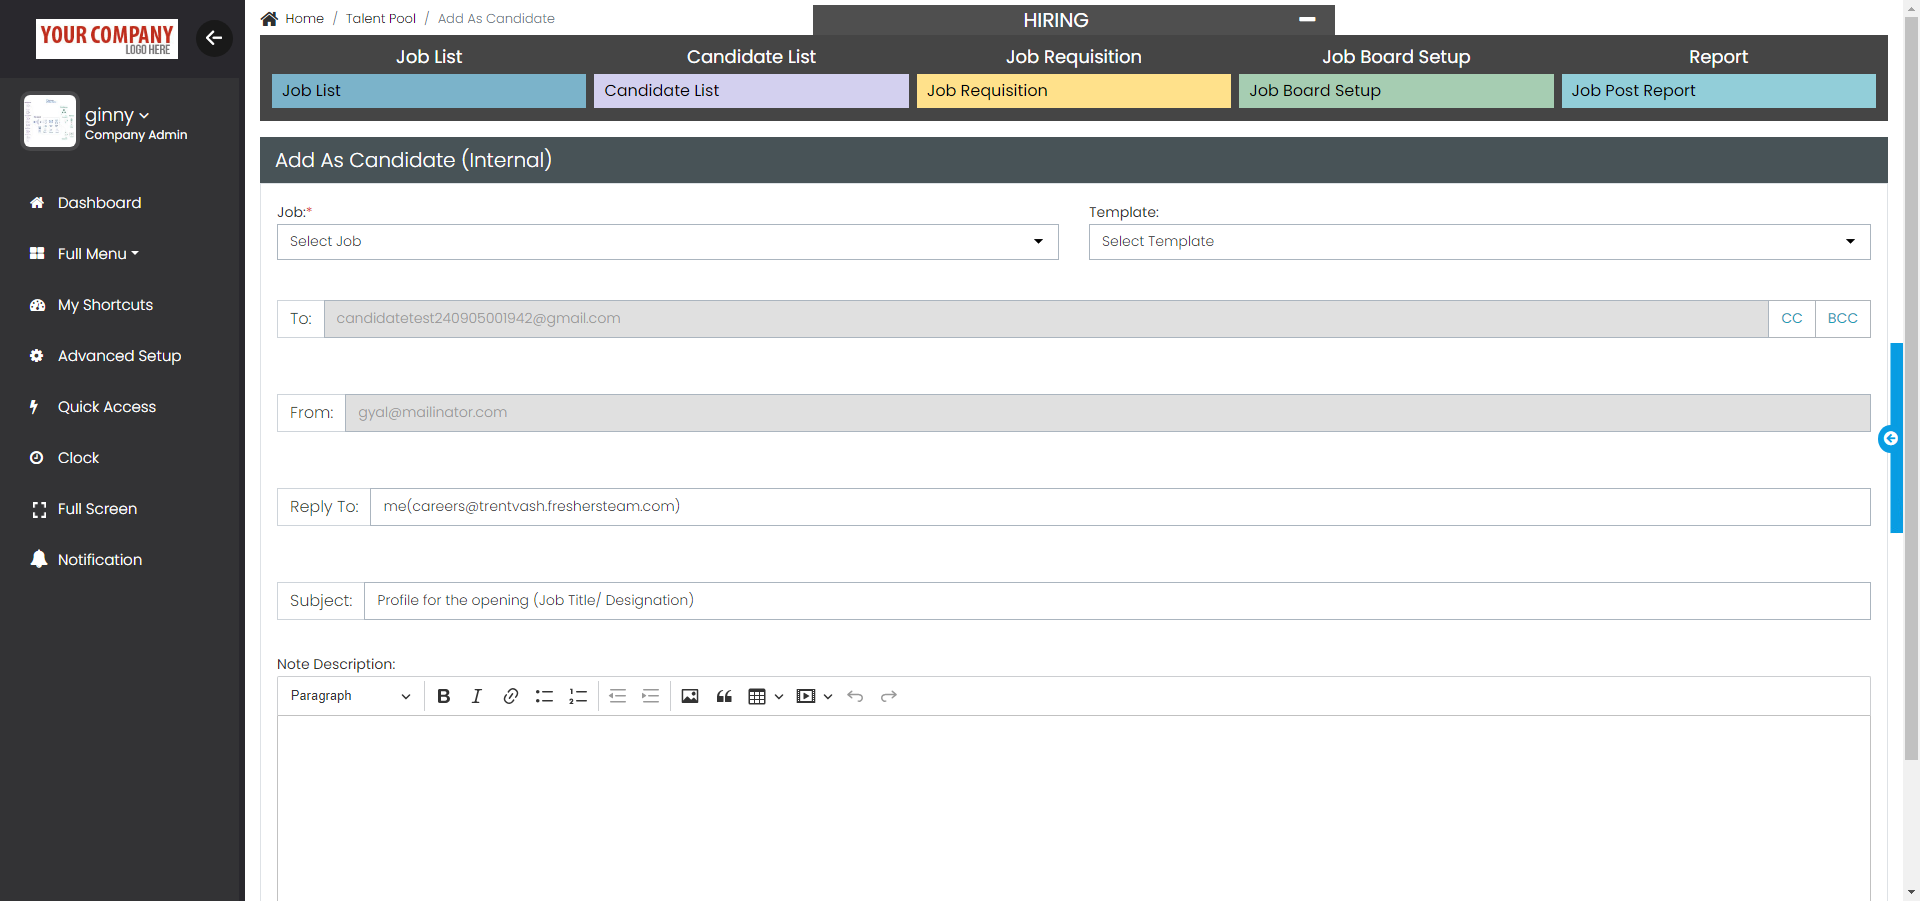 YOUR COMPANY
LOGO HERE
ginny
Company Admin
Dashboard
Full Menu
My Shortcuts
Advanced Setup
Quick Access
Clock
Full Screen
Notification
Home / Talent Pool / Add As Candidate
HIRING
Job List Candidate List Job Requisition Job Board Setup Report
Job List Candidate List Job Requisition Job Board Setup Job Post Report
Add As Candidate (Internal)
Job:* Template:
Select Job Select Template
To: candidatetest240905001942@gmail.com CC BCC
From: gyal@mailinator.com
Reply To: me(careers@trentvash.freshersteam.com)
Subject: Profile for the opening (Job Title/ Designation)
Note Description:
Paragraph